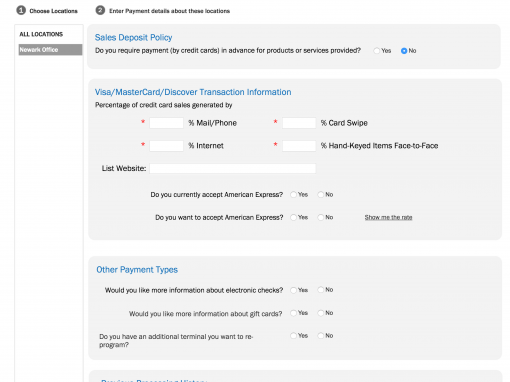 1 Choose Locations 2 Enter Payment details about these locations
ALL LOCATIONS
Newark Office
Sales Deposit Policy
Do you require payment (by credit cards) in advance for products or services provided? Yes No
Visa/MasterCard/Discover Transaction Information
Percentage of credit card sales generated by
* % Mail/Phone * % Card Swipe
* % Internet * % Hand-Keyed Items Face-to-Face
List Website:
Do you currently accept American Express? Yes No
Do you want to accept American Express? Yes No Show me the rate
Other Payment Types
Would you like more information about electronic checks? Yes No
Would you like more information about gift cards? Yes No
Do you have an additional terminal you want to re-
program? Yes No
Previous Processing History